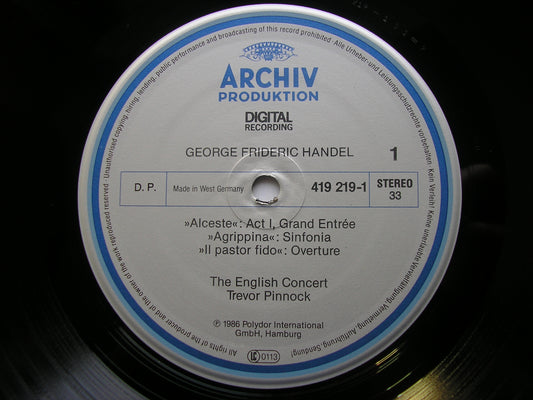 ARCHIV
PRODUKTION
DIGITAL
RECORDING
GEORGE FRIDERIC HANDEL
1
D. P.
Made in West Germany
419 219-1
STEREO
33
»Alceste«: Act I, Grand Entrée
»Agrippina«: Sinfonia
»Il pastor fido«: Overture
The English Concert
Trevor Pinnock
℗ 1986 Polydor International
GmbH, Hamburg
LC 0113
All rights of the producer and of the owner of the work reproduced reserved · Unauthorised copying, hiring, lending, public performance and broadcasting of this record prohibited · Alle Urheber- und Leistungsschutzrechte vorbehalten · Kein Verleih! Keine unerlaubte Vervielfältigung, Vermietung, Aufführung, Sendung!